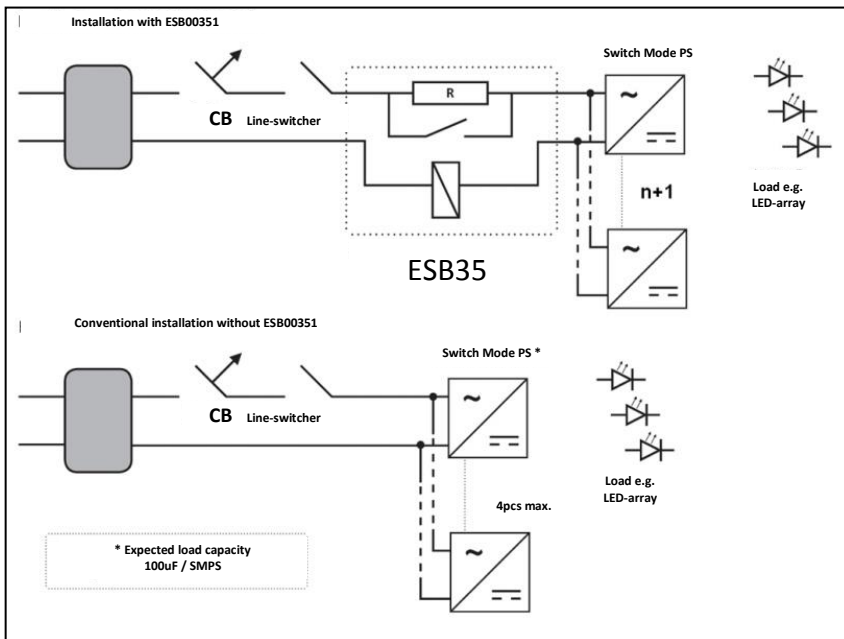 Installation with ESB00351
Switch Mode PS
R
CB Line-switcher
~
n+1
Load e.g.
LED-array
~
ESB35
Conventional installation without ESB00351
Switch Mode PS *
CB Line-switcher
~
Load e.g.
LED-array
4pcs max.
* Expected load capacity
100uF / SMPS
~